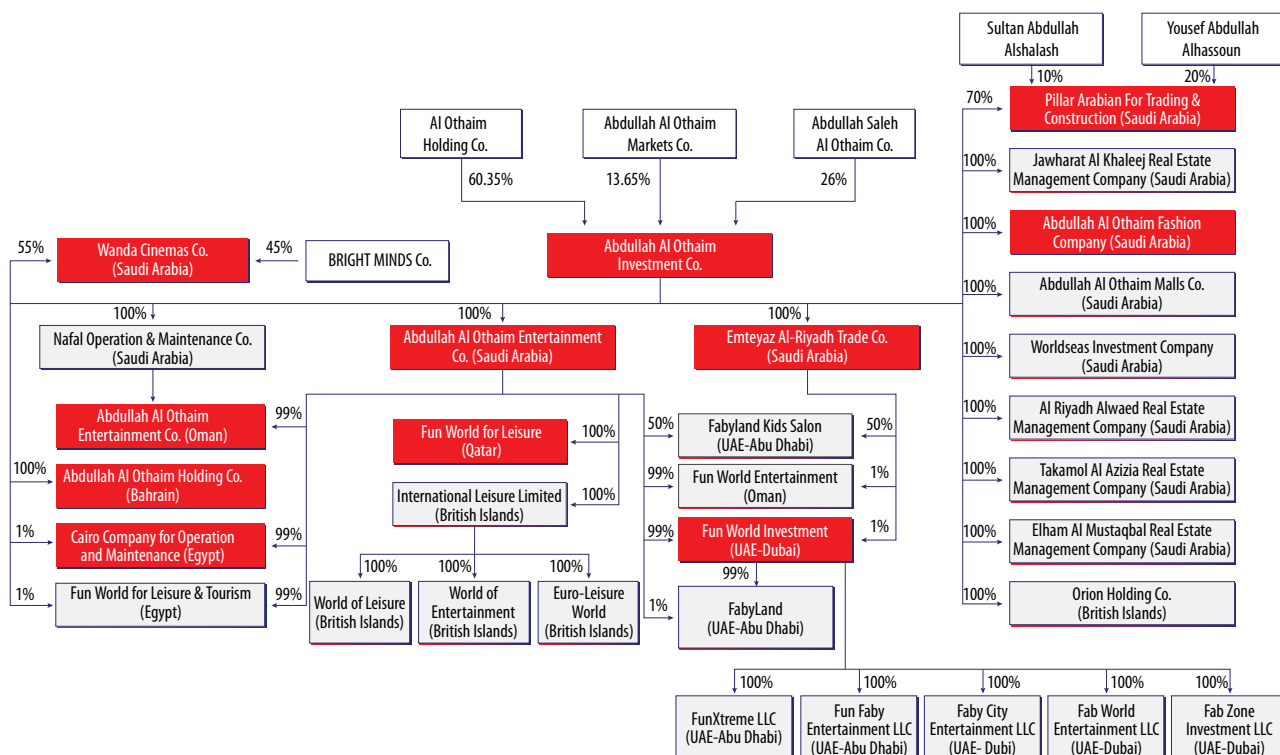 Sultan Abdullah
Alshalash
Yousef Abdullah
Alhassoun
10%
20%
70%
Pillar Arabian For Trading &
Construction (Saudi Arabia)
Al Othaim
Holding Co.
Abdullah Al Othaim
Markets Co.
Abdullah Saleh
Al Othaim Co.
60.35%
13.65%
26%
100%
Jawharat Al Khaleej Real Estate
Management Company (Saudi Arabia)
55%
Wanda Cinemas Co.
(Saudi Arabia)
45%
BRIGHT MINDS Co.
Abdullah Al Othaim
Investment Co.
100%
Abdullah Al Othaim Fashion
Company (Saudi Arabia)
100%
Abdullah Al Othaim Malls Co.
(Saudi Arabia)
100%
100%
100%
Nafal Operation & Maintenance Co.
(Saudi Arabia)
Abdullah Al Othaim Entertainment
Co. (Saudi Arabia)
Emteyaz Al-Riyadh Trade Co.
(Saudi Arabia)
100%
Worldseas Investment Company
(Saudi Arabia)
Abdullah Al Othaim
Entertainment Co. (Oman)
99%
Fun World for Leisure
(Qatar)
100%
50%
Fabyland Kids Salon
(UAE-Abu Dhabi)
50%
100%
Al Riyadh Alwaed Real Estate
Management Company (Saudi Arabia)
100%
Abdullah Al Othaim Holding Co.
(Bahrain)
International Leisure Limited
(British Islands)
100%
99%
Fun World Entertainment
(Oman)
1%
100%
Takamol Al Azizia Real Estate
Management Company (Saudi Arabia)
1%
Cairo Company for Operation
and Maintenance (Egypt)
99%
99%
Fun World Investment
(UAE-Dubai)
1%
100%
Elham Al Mustaqbal Real Estate
Management Company (Saudi Arabia)
1%
Fun World for Leisure & Tourism
(Egypt)
99%
100%
100%
100%
World of Leisure
(British Islands)
World of
Entertainment
(British Islands)
Euro-Leisure
World
(British Islands)
99%
1%
FabyLand
(UAE-Abu Dhabi)
100%
Orion Holding Co.
(British Islands)
100%
100%
100%
100%
100%
FunXtreme LLC
(UAE-Abu Dhabi)
Fun Faby
Entertainment LLC
(UAE-Abu Dhabi)
Faby City
Entertainment LLC
(UAE- Dubi)
Fab World
Entertainment LLC
(UAE-Dubai)
Fab Zone
Investment LLC
(UAE-Dubai)